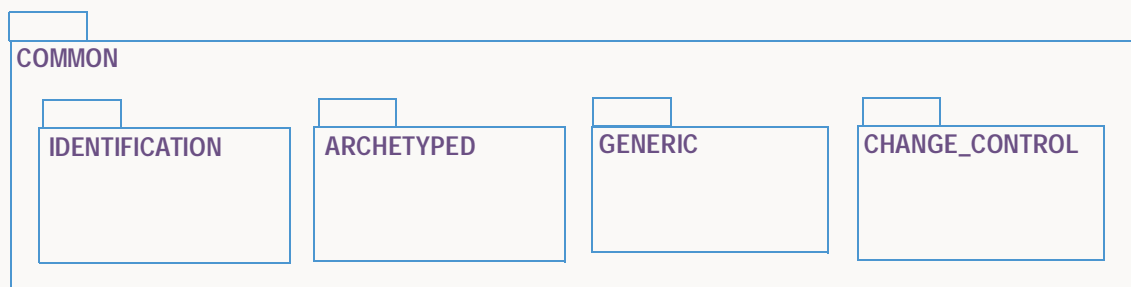 COMMON
IDENTIFICATION
ARCHETYPED
GENERIC
CHANGE_CONTROL